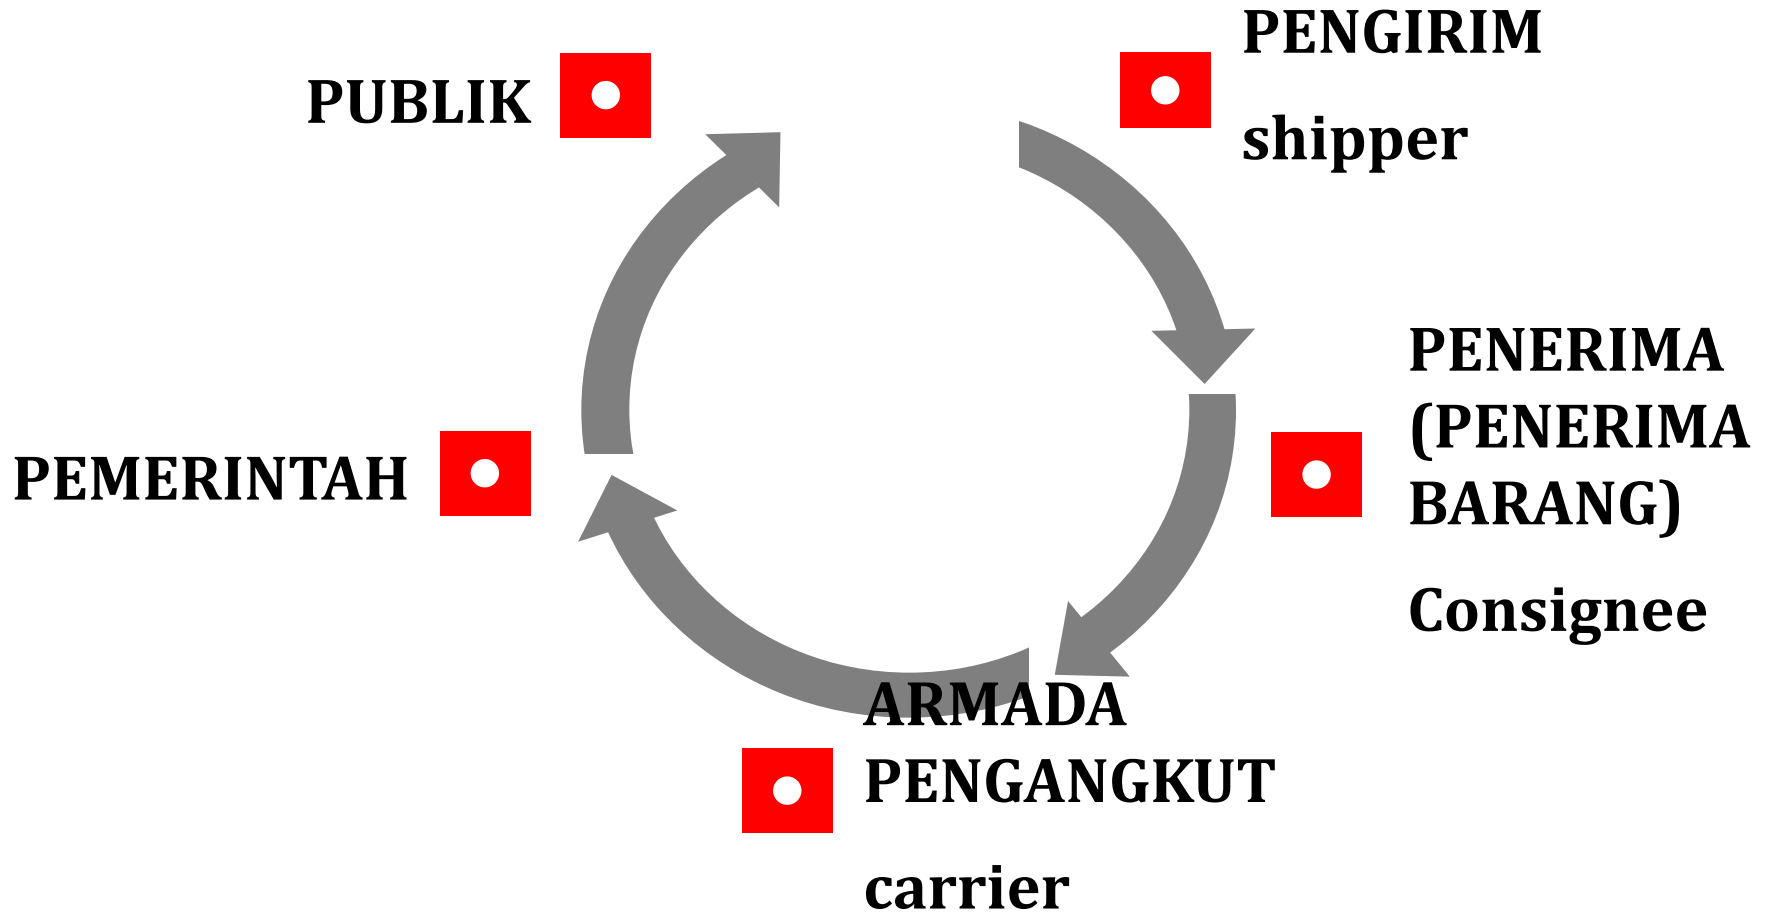 PENGIRIM
shipper
PENERIMA
(PENERIMA
BARANG)
Consignee
ARMADA
PENGANGKUT
carrier
PEMERINTAH
PUBLIK